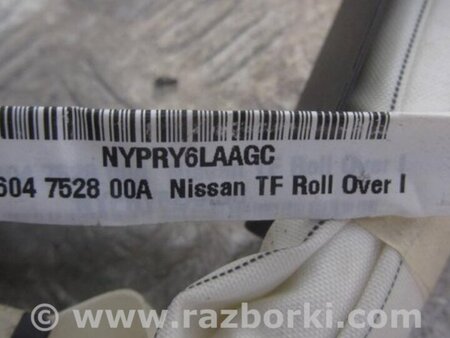 NYPRY6LAAGC
604 7528 00A Nissan TF Roll Over I
www.razborki.com